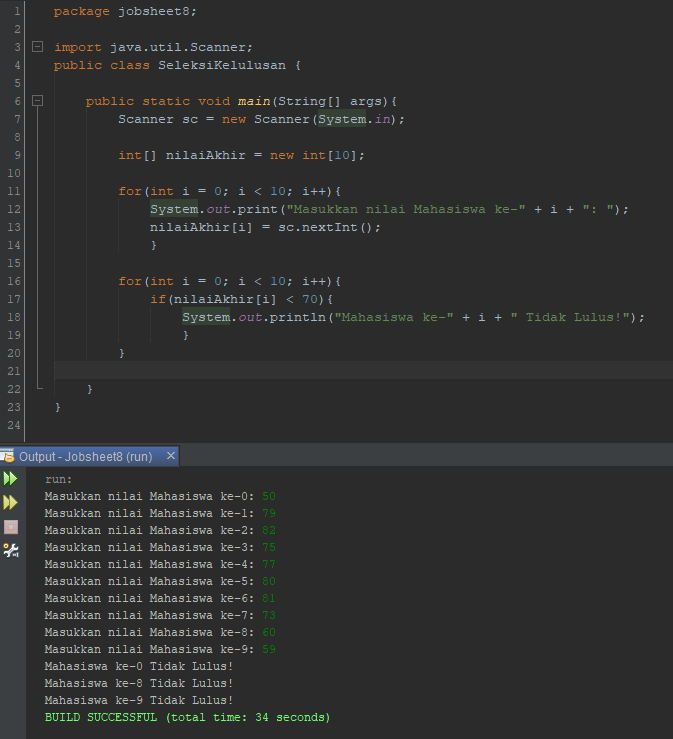 1 package jobsheet8;
2
3 import java.util.Scanner;
4 public class SeleksiKelulusan {
5
6 public static void main(String[] args){
7 Scanner sc = new Scanner(System.in);
8
9 int[] nilaiAkhir = new int[10];
10
11 for(int i = 0; i < 10; i++){
12 System.out.print("Masukkan nilai Mahasiswa ke-" + i + ": ");
13 nilaiAkhir[i] = sc.nextInt();
14 }
15
16 for(int i = 0; i < 10; i++){
17 if(nilaiAkhir[i] < 70){
18 System.out.println("Mahasiswa ke-" + i + " Tidak Lulus!");
19 }
20 }
21
22 }
23 }
24
Output - Jobsheet8 (run) ×
run:
Masukkan nilai Mahasiswa ke-0: 50
Masukkan nilai Mahasiswa ke-1: 79
Masukkan nilai Mahasiswa ke-2: 82
Masukkan nilai Mahasiswa ke-3: 75
Masukkan nilai Mahasiswa ke-4: 77
Masukkan nilai Mahasiswa ke-5: 80
Masukkan nilai Mahasiswa ke-6: 81
Masukkan nilai Mahasiswa ke-7: 73
Masukkan nilai Mahasiswa ke-8: 60
Masukkan nilai Mahasiswa ke-9: 59
Mahasiswa ke-0 Tidak Lulus!
Mahasiswa ke-8 Tidak Lulus!
Mahasiswa ke-9 Tidak Lulus!
BUILD SUCCESSFUL (total time: 34 seconds)